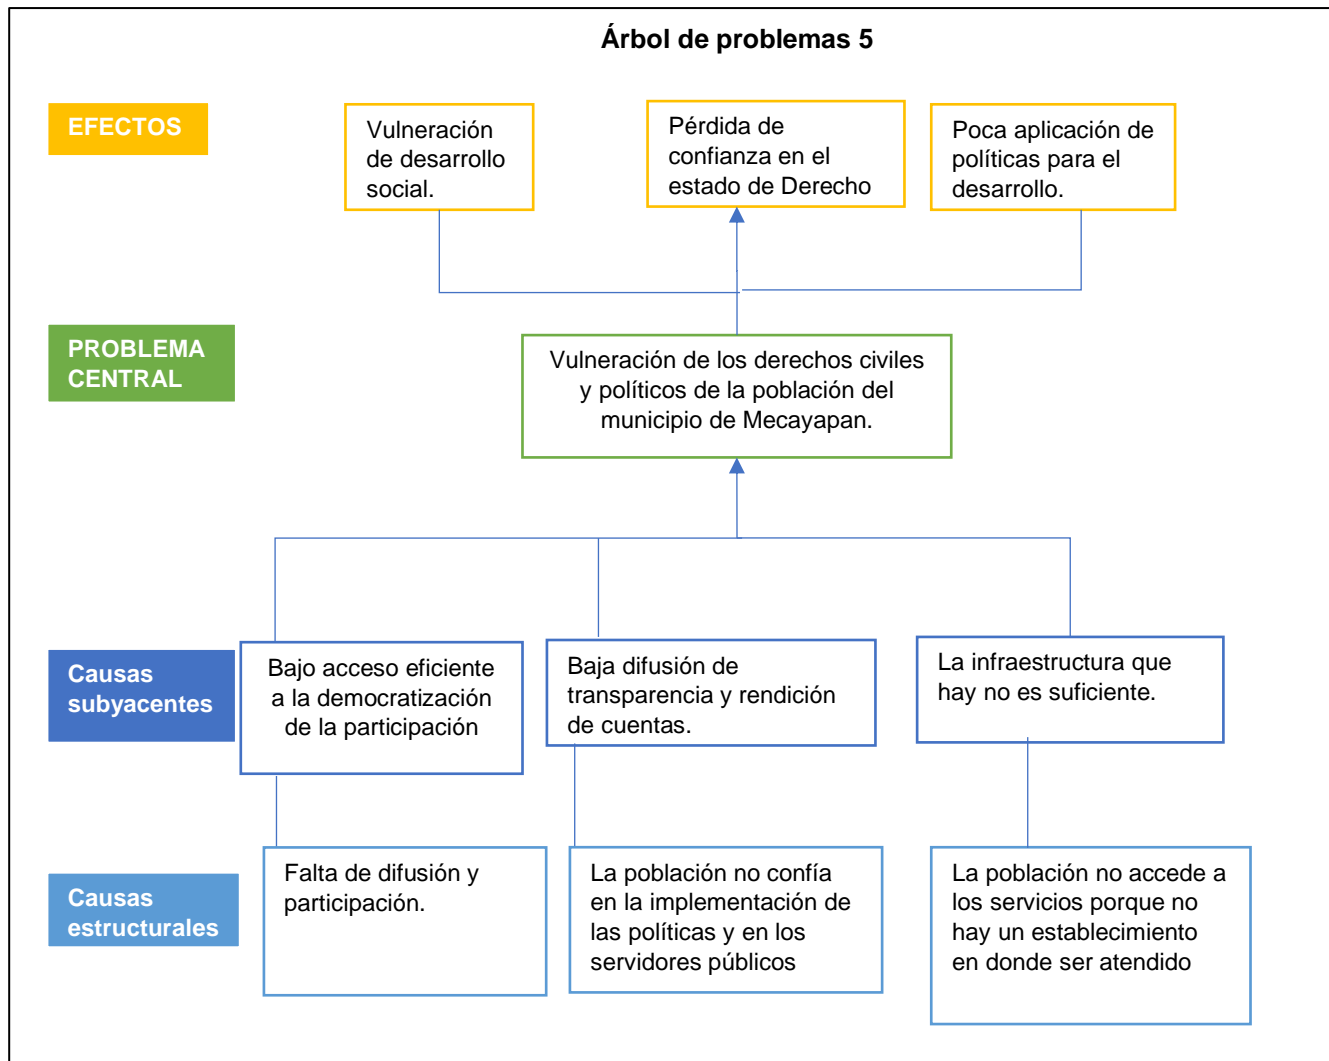 Árbol de problemas 5
EFECTOS
Vulneración
de desarrollo
social.
Pérdida de
confianza en el
estado de Derecho
Poca aplicación de
políticas para el
desarrollo.
PROBLEMA
CENTRAL
Vulneración de los derechos civiles
y políticos de la población del
municipio de Mecayapan.
Causas
subyacentes
Bajo acceso eficiente
a la democratización
de la participación
Baja difusión de
transparencia y rendición
de cuentas.
La infraestructura que
hay no es suficiente.
Causas
estructurales
Falta de difusión y
participación.
La población no confía
en la implementación de
las políticas y en los
servidores públicos
La población no accede a
los servicios porque no
hay un establecimiento
en donde ser atendido